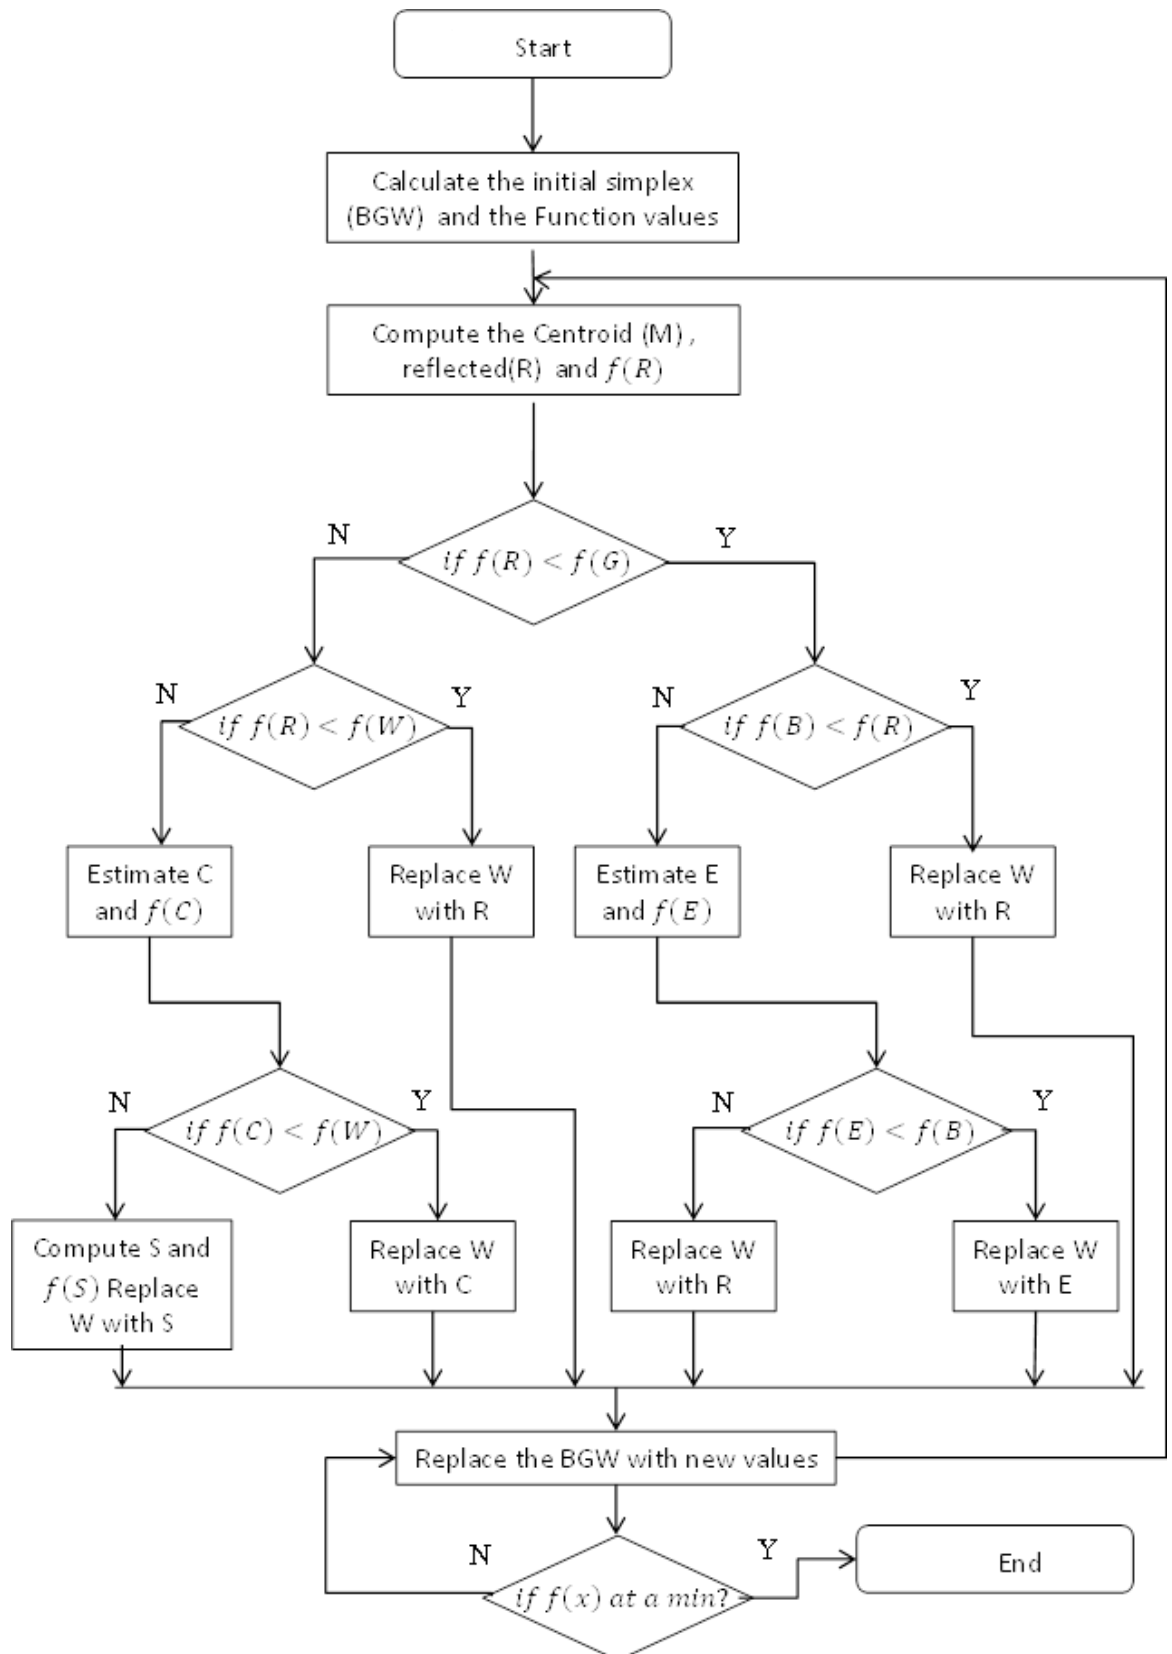 Start
Calculate the initial simplex
(BGW) and the Function values
Compute the Centroid (M) ,
reflected(R) and f(R)
N
Y
if f(R) < f(G)
N
Y
N
Y
if f(R) < f(W)
if f(B) < f(R)
Estimate C
and f(C)
Replace W
with R
Estimate E
and f(E)
Replace W
with R
N
Y
N
Y
if f(C) < f(W)
if f(E) < f(B)
Compute S and
f(S) Replace
W with S
Replace W
with C
Replace W
with R
Replace W
with E
Replace the BGW with new values
N
Y
End
if f(x) at a min?